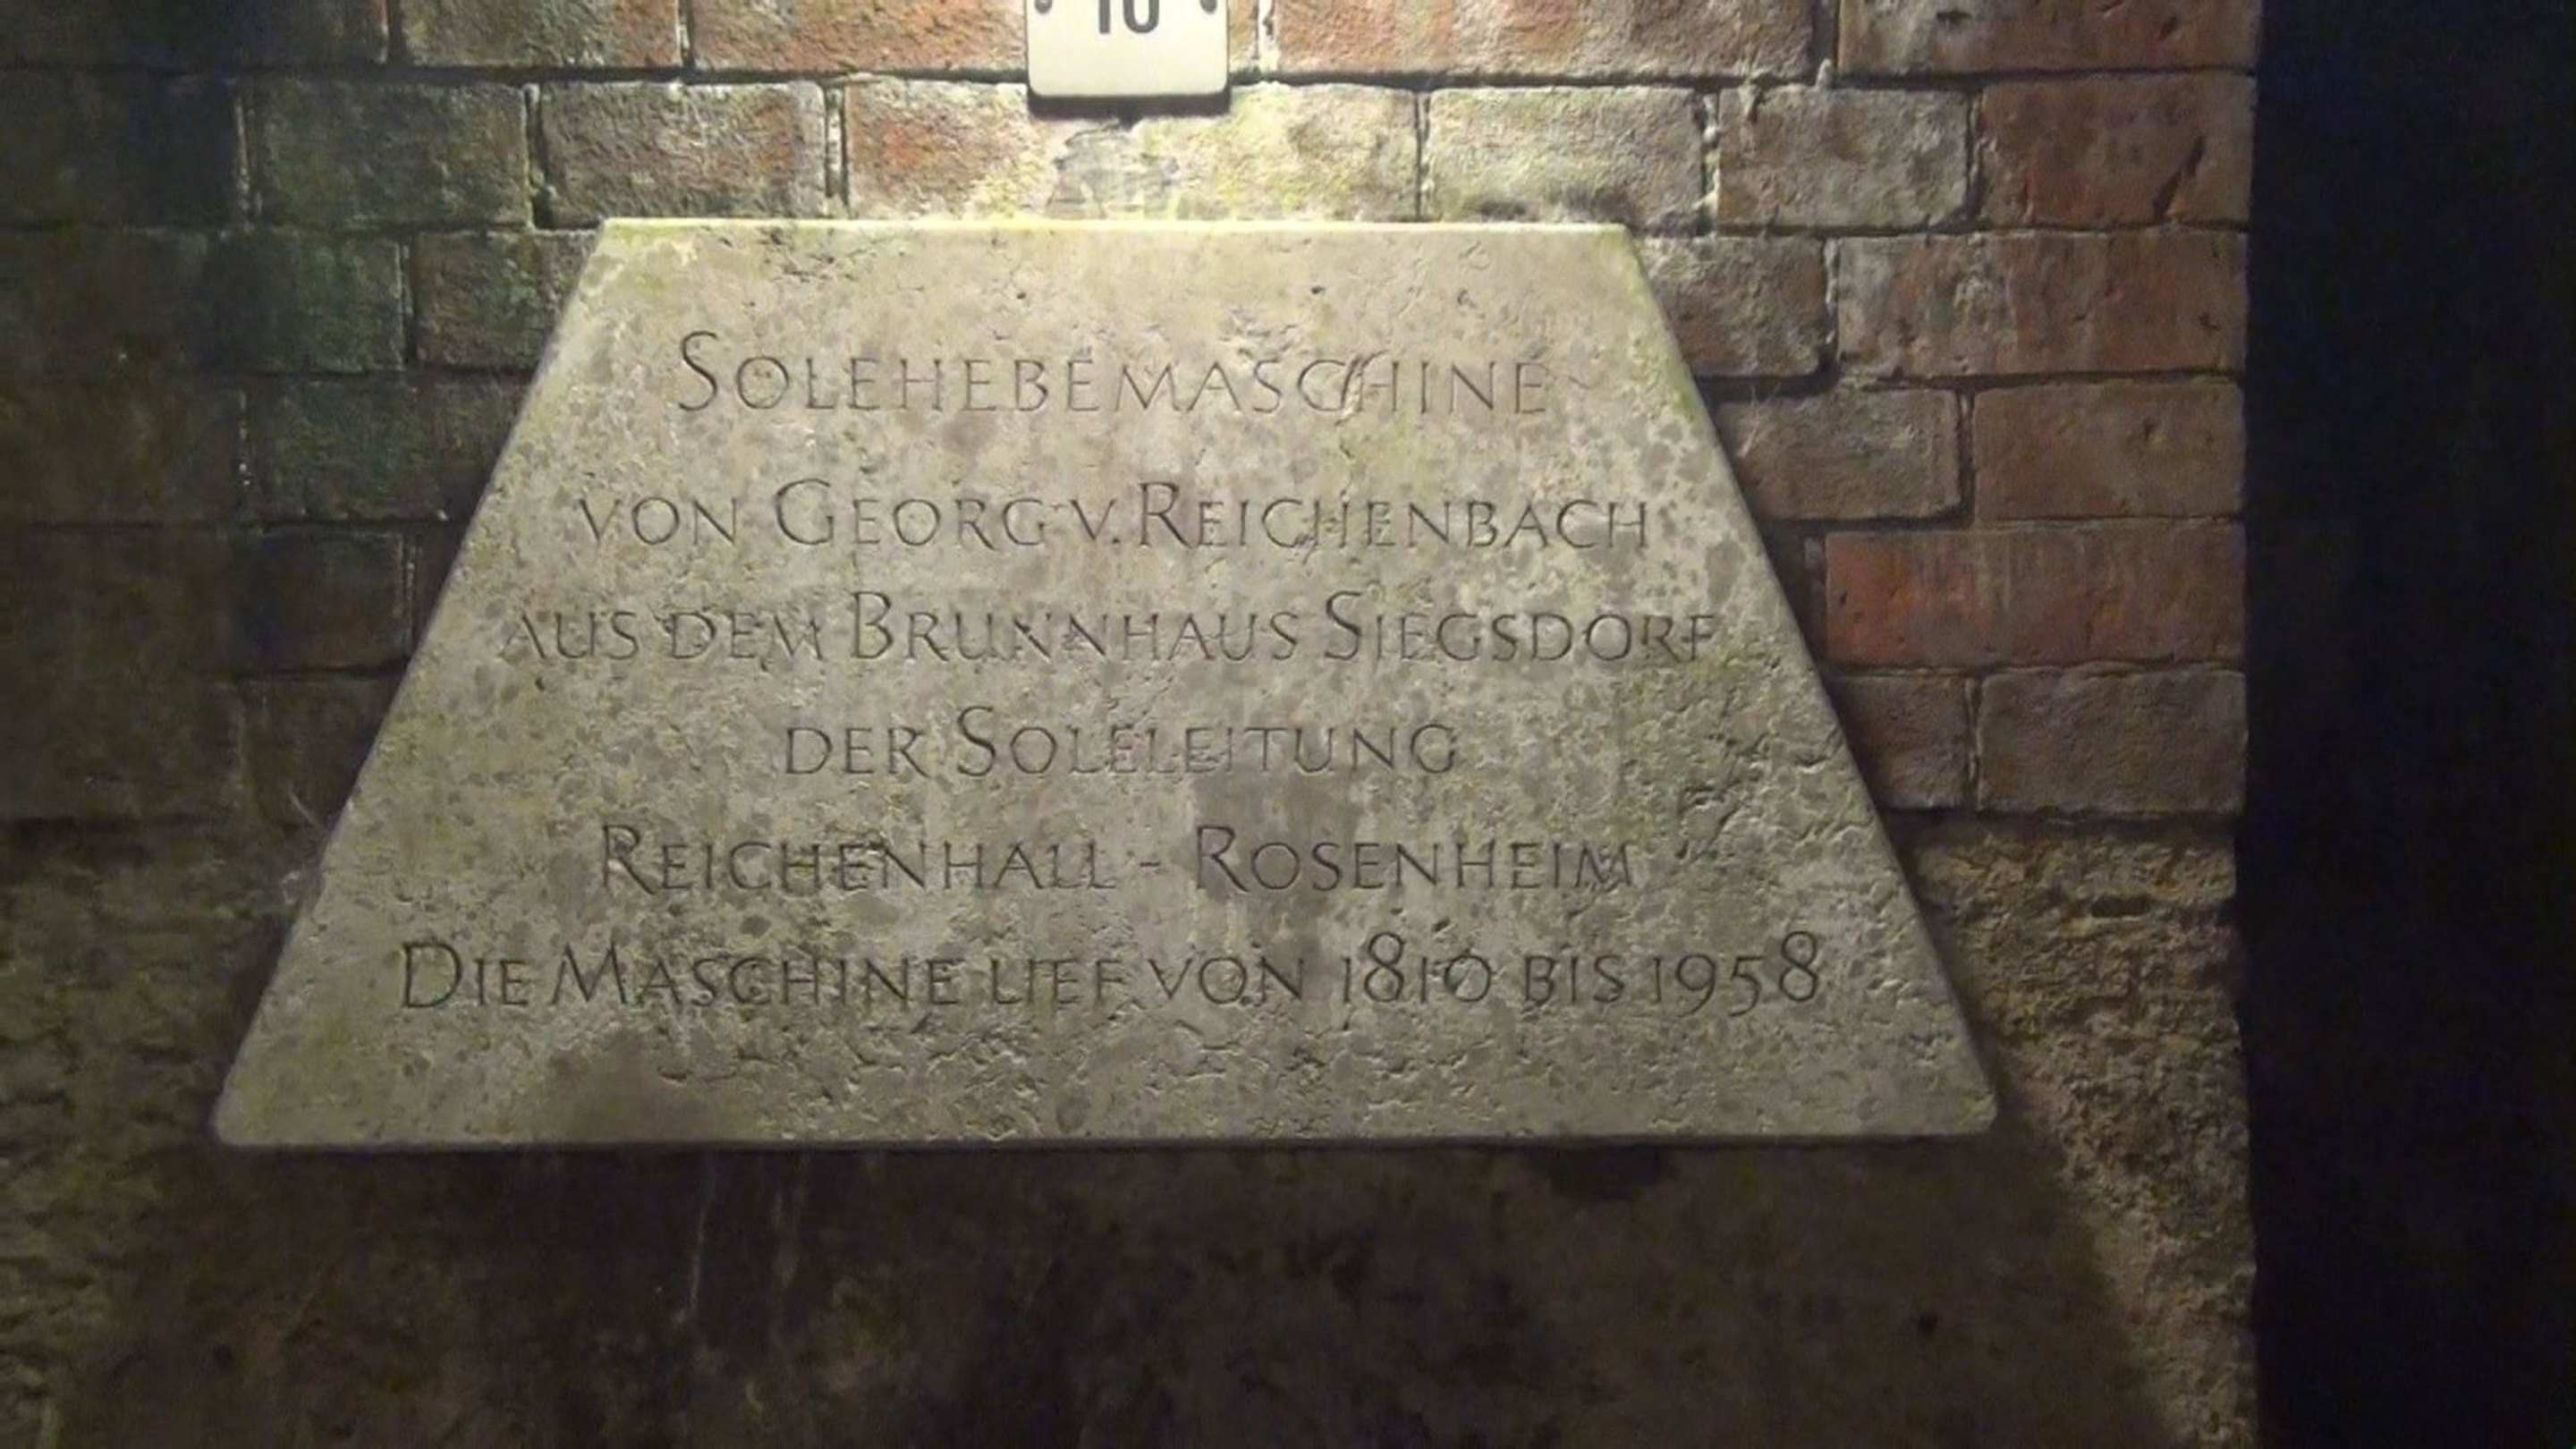 10
SOLEHEBEMASCHINE
VON GEORG V. REICHENBACH
AUS DEM BRUNNHAUS SIEGSDORF
DER SOLELEITUNG
REICHENHALL - ROSENHEIM
DIE MASCHINE LIEF VON 1810 BIS 1958